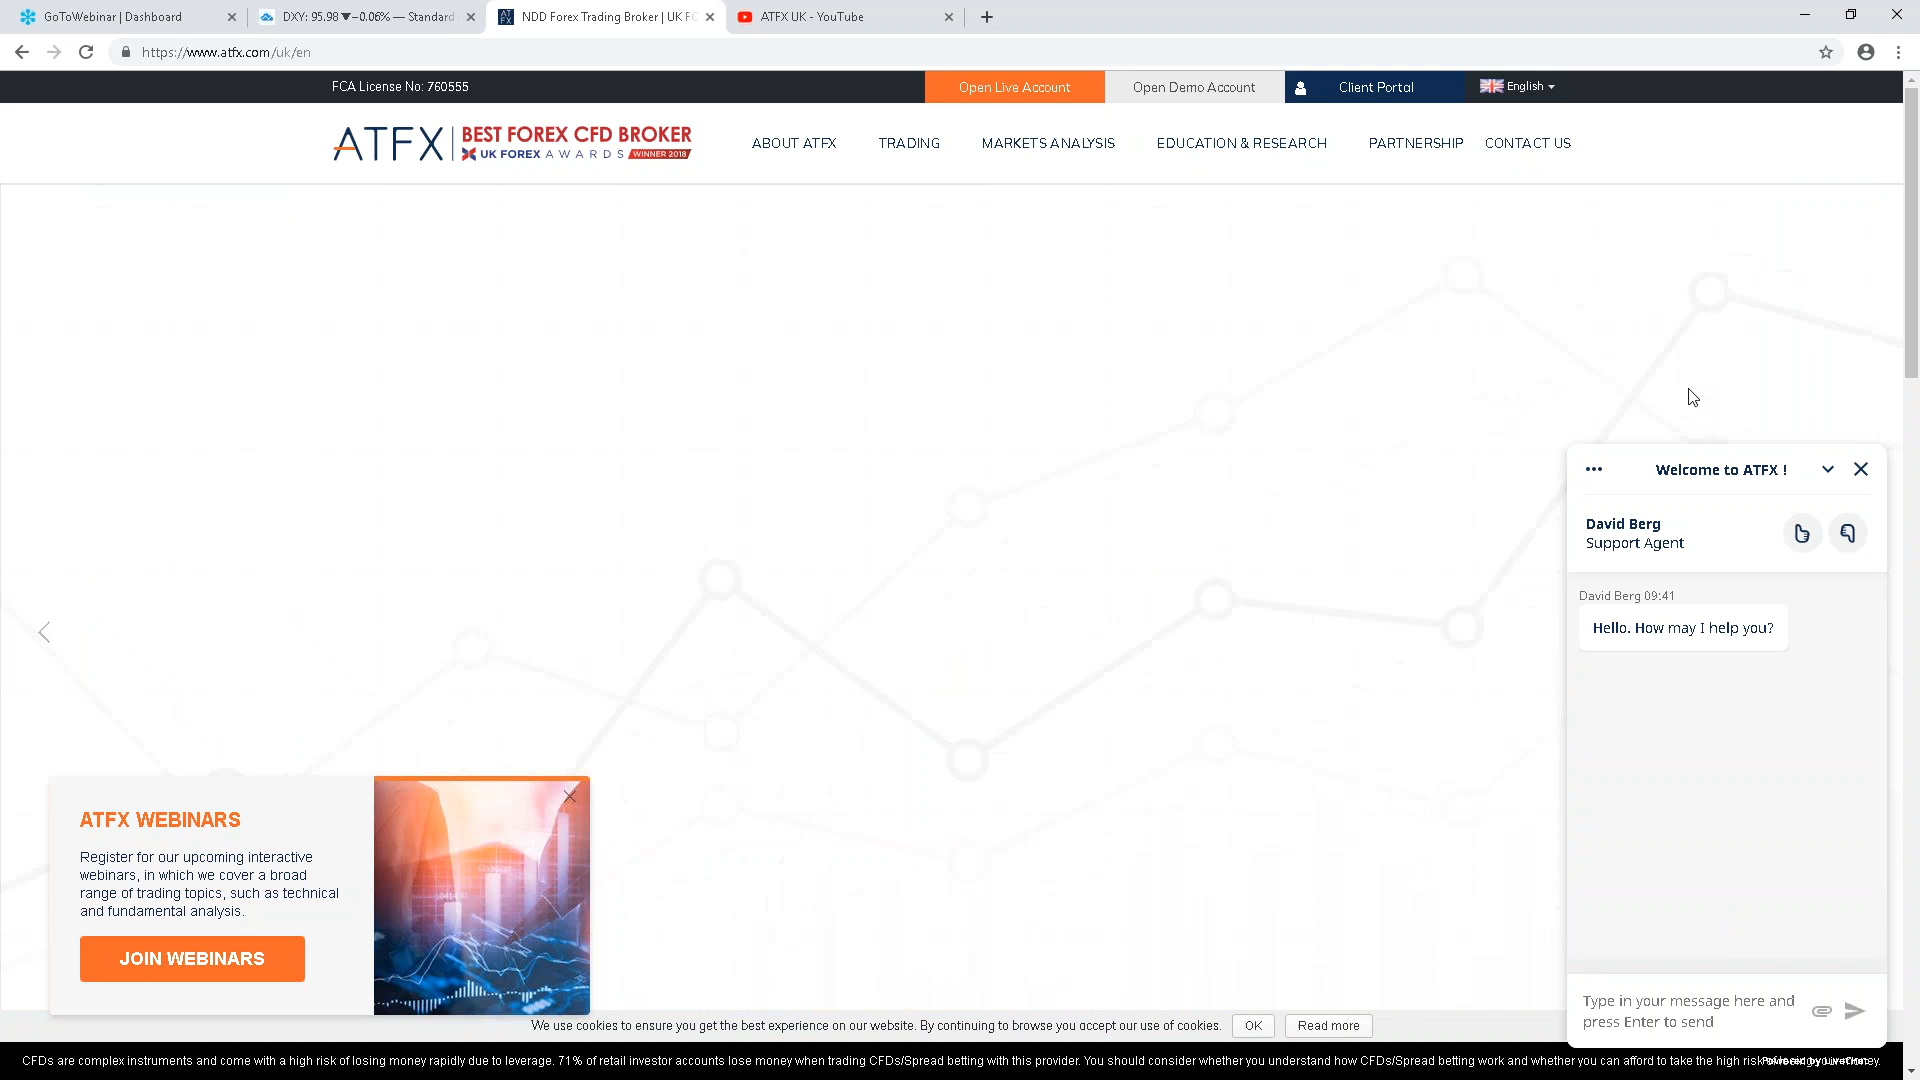 GoToWebinar | Dashboard
DXY: 95.98 ▼−0.06% — Standard
NDD Forex Trading Broker | UK FC
ATFX UK - YouTube
https://www.atfx.com/uk/en
FCA License No: 760555
Open Live Account
Open Demo Account
Client Portal
English
ATFX
BEST FOREX CFD BROKER
UK FOREX AWARDS WINNER 2018
ABOUT ATFX
TRADING
MARKETS ANALYSIS
EDUCATION & RESEARCH
PARTNERSHIP
CONTACT US
Welcome to ATFX !
David Berg
Support Agent
David Berg 09:41
Hello. How may I help you?
ATFX WEBINARS
Register for our upcoming interactive
webinars, in which we cover a broad
range of trading topics, such as technical
and fundamental analysis.
JOIN WEBINARS
Type in your message here and
press Enter to send
We use cookies to ensure you get the best experience on our website. By continuing to browse you accept our use of cookies.
OK
Read more
CFDs are complex instruments and come with a high risk of losing money rapidly due to leverage. 71% of retail investor accounts lose money when trading CFDs/Spread betting with this provider. You should consider whether you understand how CFDs/Spread betting work and whether you can afford to take the high risk